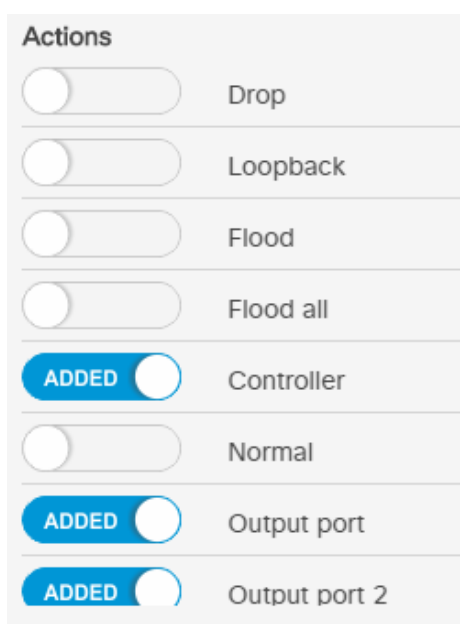 Actions
Drop
Loopback
Flood
Flood all
ADDED Controller
Normal
ADDED Output port
ADDED Output port 2